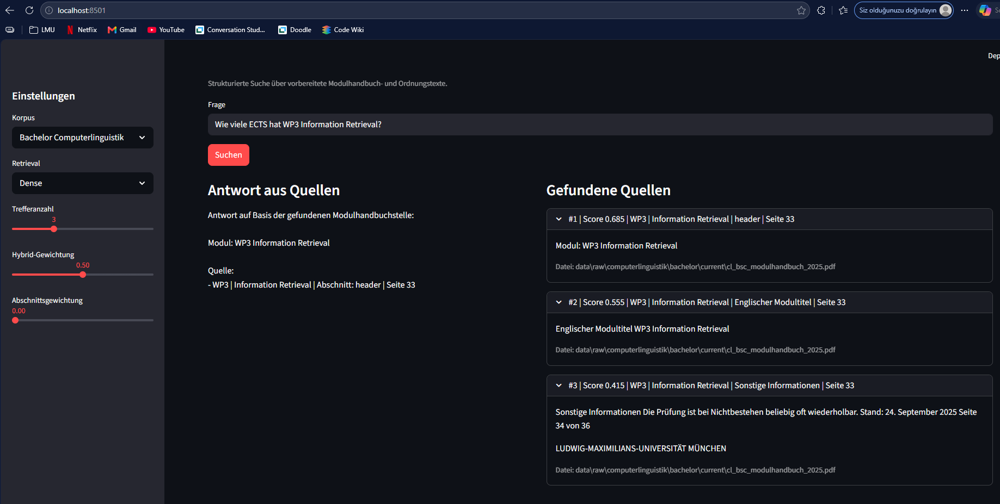 localhost:8501
Siz olduğunuzu doğrulayın
LMU
Netflix
Gmail
YouTube
Conversation Stud...
Doodle
Code Wiki
Einstellungen
Korpus
Bachelor Computerlinguistik
Retrieval
Dense
Trefferanzahl
3
Hybrid-Gewichtung
0.50
Abschnittsgewichtung
0.00
Dep
Strukturierte Suche über vorbereitete Modulhandbuch- und Ordnungstexte.
Frage
Wie viele ECTS hat WP3 Information Retrieval?
Suchen
Antwort aus Quellen
Antwort auf Basis der gefundenen Modulhandbuchstelle:
Modul: WP3 Information Retrieval
Quelle:
- WP3 | Information Retrieval | Abschnitt: header | Seite 33
Gefundene Quellen
#1 | Score 0.685 | WP3 | Information Retrieval | header | Seite 33
Modul: WP3 Information Retrieval
Datei: data\raw\computerlinguistik\bachelor\current\cl_bsc_modulhandbuch_2025.pdf
#2 | Score 0.555 | WP3 | Information Retrieval | Englischer Modultitel | Seite 33
Englischer Modultitel WP3 Information Retrieval
Datei: data\raw\computerlinguistik\bachelor\current\cl_bsc_modulhandbuch_2025.pdf
#3 | Score 0.415 | WP3 | Information Retrieval | Sonstige Informationen | Seite 33
Sonstige Informationen Die Prüfung ist bei Nichtbestehen beliebig oft wiederholbar. Stand: 24. September 2025 Seite
34 von 36
LUDWIG-MAXIMILIANS-UNIVERSITÄT MÜNCHEN
Datei: data\raw\computerlinguistik\bachelor\current\cl_bsc_modulhandbuch_2025.pdf